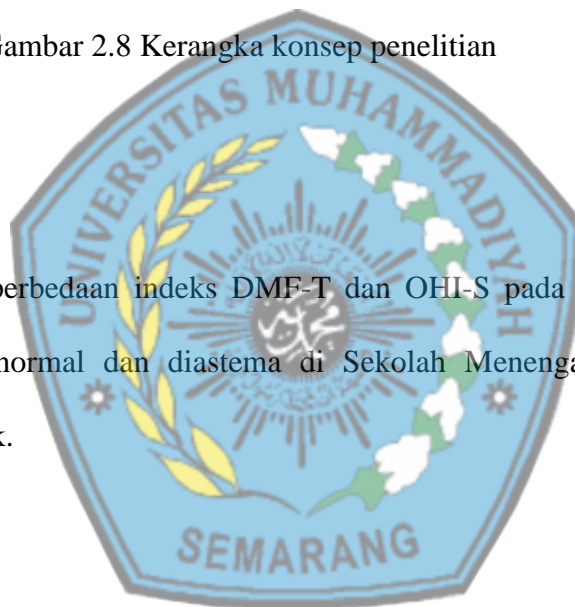 Gambar 2.8 Kerangka konsep penelitian
UNIVERSITAS MUHAMMADIYAH
perbedaan indeks DMF-T dan OHI-S pada
normal dan diastema di Sekolah Menenga
k.
SEMARANG